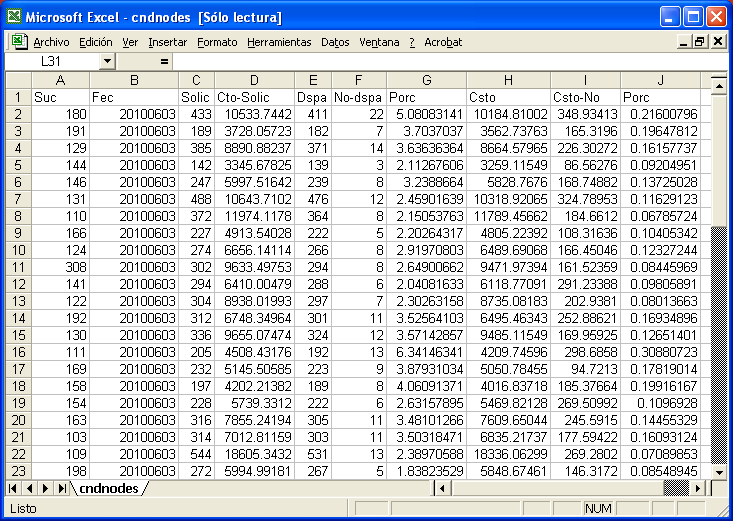 Microsoft Excel - cndnodes [Sólo lectura]
Archivo Edición Ver Insertar Formato Herramientas Datos Ventana ? Acrobat
L31 =
A B C D E F G H I J
1 Suc Fec Solic Cto-Solic Dspa No-dspa Porc Csto Csto-No Porc
2 180 20100603 433 10533.7442 411 22 5.08083141 10184.81002 348.93413 0.21600796
3 191 20100603 189 3728.05723 182 7 3.7037037 3562.73763 165.3196 0.19647812
4 129 20100603 385 8890.88237 371 14 3.63636364 8664.57965 226.30272 0.16157737
5 144 20100603 142 3345.67825 139 3 2.11267606 3259.11549 86.56276 0.09204951
6 146 20100603 247 5997.51642 239 8 3.2388664 5828.7676 168.74882 0.13725028
7 131 20100603 488 10643.7102 476 12 2.45901639 10318.92065 324.78953 0.11629123
8 110 20100603 372 11974.1178 364 8 2.15053763 11789.45662 184.6612 0.06785724
9 166 20100603 227 4913.54028 222 5 2.20264317 4805.22392 108.31636 0.10405342
10 124 20100603 274 6656.14114 266 8 2.91970803 6489.69068 166.45046 0.12327244
11 308 20100603 302 9633.49753 294 8 2.64900662 9471.97394 161.52359 0.08445969
12 141 20100603 294 6410.00479 288 6 2.04081633 6118.77091 291.23388 0.09805891
13 122 20100603 304 8938.01993 297 7 2.30263158 8735.08183 202.9381 0.08013663
14 192 20100603 312 6748.34964 301 11 3.52564103 6495.46343 252.88621 0.16934896
15 130 20100603 336 9655.07474 324 12 3.57142857 9485.11549 169.95925 0.12651401
16 111 20100603 205 4508.43176 192 13 6.34146341 4209.74596 298.6858 0.30880723
17 169 20100603 232 5145.50585 223 9 3.87931034 5050.78455 94.7213 0.17819014
18 158 20100603 197 4202.21382 189 8 4.06091371 4016.83718 185.37664 0.19916167
19 154 20100603 228 5739.3312 222 6 2.63157895 5469.82128 269.50992 0.1096928
20 163 20100603 316 7855.24194 305 11 3.48101266 7609.65044 245.5915 0.14455329
21 103 20100603 314 7012.81159 303 11 3.50318471 6835.21737 177.59422 0.16093124
22 109 20100603 544 18605.3432 531 13 2.38970588 18336.06299 269.2802 0.07089853
23 198 20100603 272 5994.99181 267 5 1.83823529 5848.67461 146.3172 0.08548945
cndnodes
Listo NUM